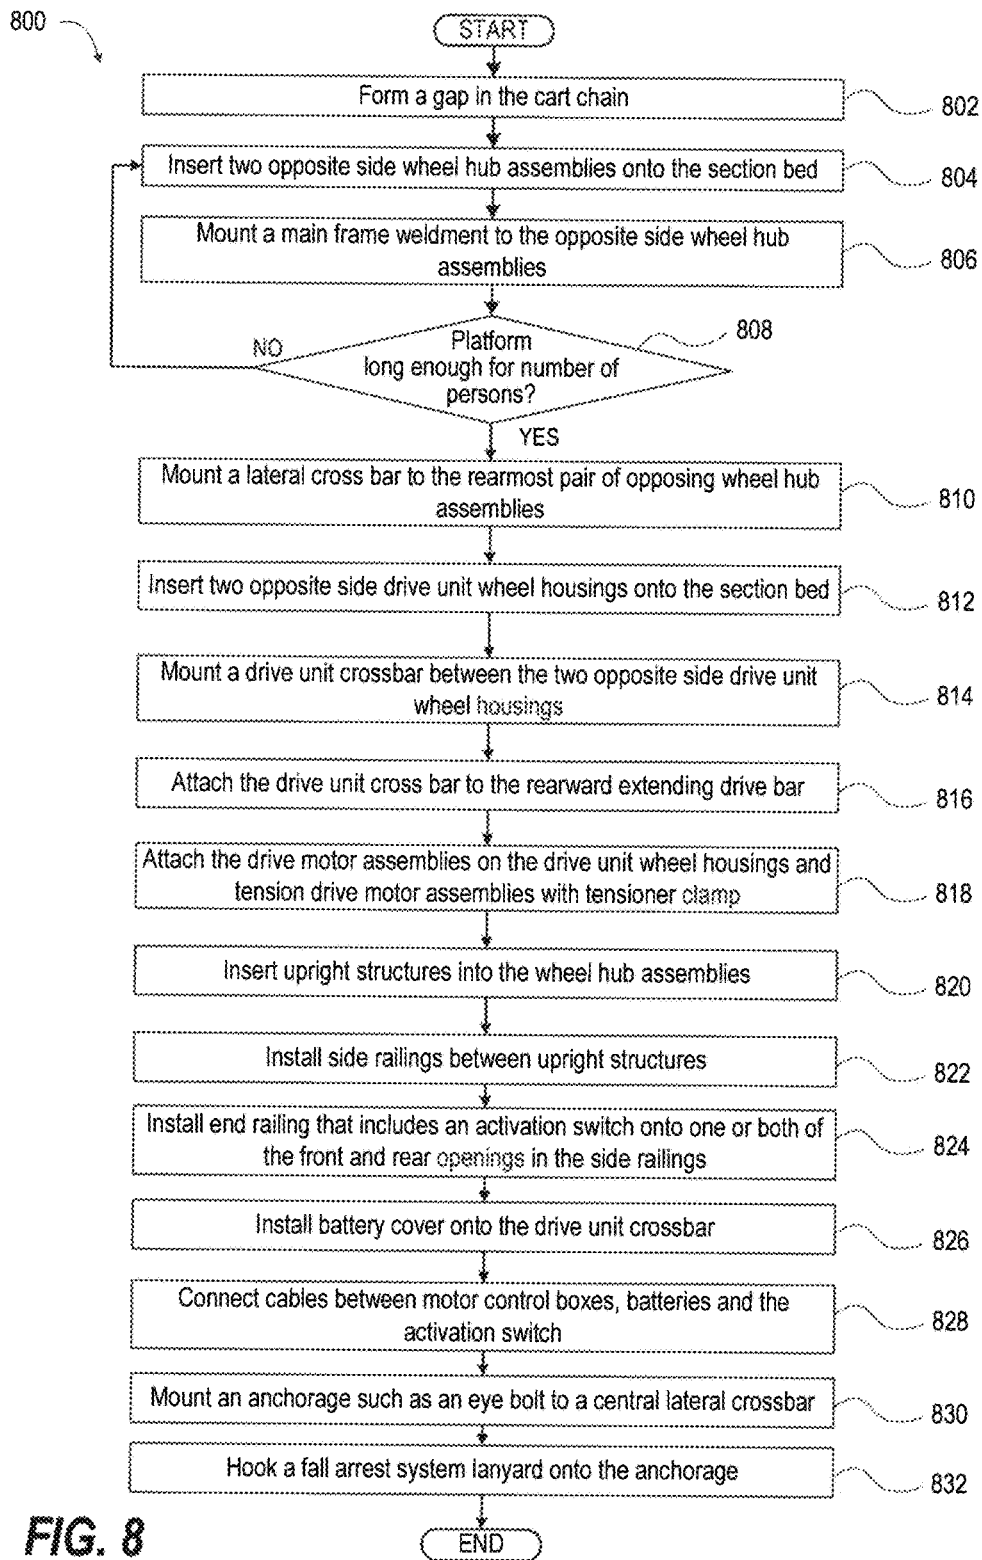 800
START
Form a gap in the cart chain
802
Insert two opposite side wheel hub assemblies onto the section bed
804
Mount a main frame weldment to the opposite side wheel hub
assemblies
806
Platform
long enough for number of
persons?
808
NO
YES
Mount a lateral cross bar to the rearmost pair of opposing wheel hub
assemblies
810
Insert two opposite side drive unit wheel housings onto the section bed
812
Mount a drive unit crossbar between the two opposite side drive unit
wheel housings
814
Attach the drive unit cross bar to the rearward extending drive bar
816
Attach the drive motor assemblies on the drive unit wheel housings and
tension drive motor assemblies with tensioner clamp
818
Insert upright structures into the wheel hub assemblies
820
Install side railings between upright structures
822
Install end railing that includes an activation switch onto one or both of
the front and rear openings in the side railings
824
Install battery cover onto the drive unit crossbar
826
Connect cables between motor control boxes, batteries and the
activation switch
828
Mount an anchorage such as an eye bolt to a central lateral crossbar
830
Hook a fall arrest system lanyard onto the anchorage
832
END
FIG. 8